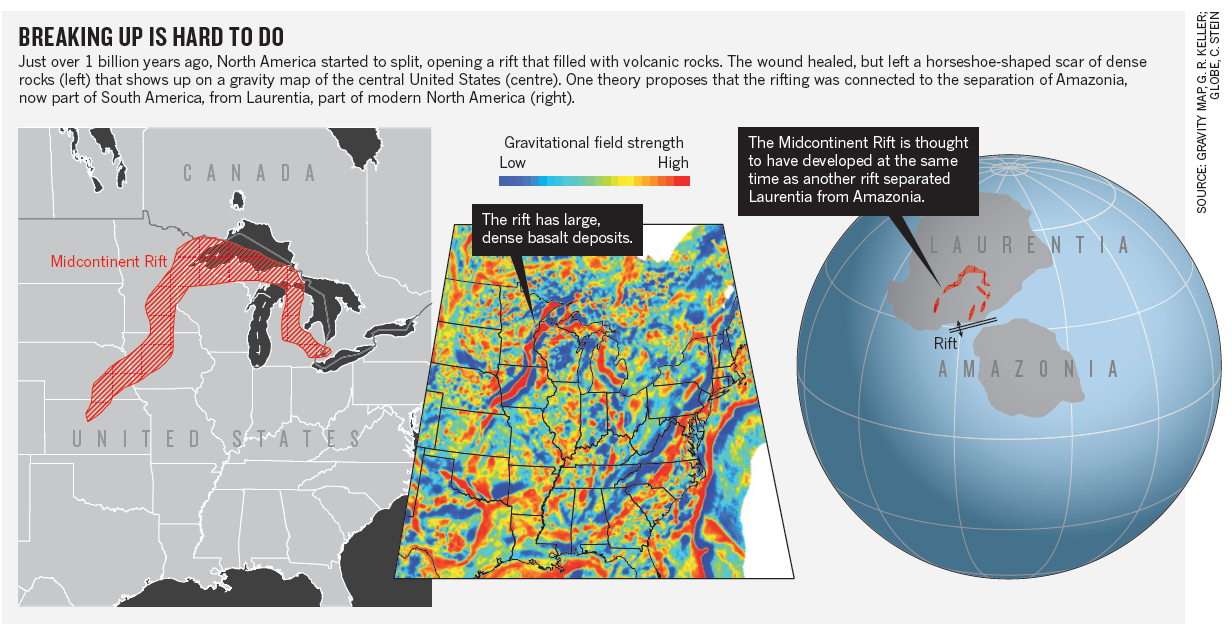 BREAKING UP IS HARD TO DO
Just over 1 billion years ago, North America started to split, opening a rift that filled with volcanic rocks. The wound healed, but left a horseshoe-shaped scar of dense
rocks (left) that shows up on a gravity map of the central United States (centre). One theory proposes that the rifting was connected to the separation of Amazonia,
now part of South America, from Laurentia, part of modern North America (right).
CANADA
Midcontinent Rift
UNITED STATES
Gravitational field strength
Low High
The rift has large,
dense basalt deposits.
The Midcontinent Rift is thought
to have developed at the same
time as another rift separated
Laurentia from Amazonia.
LAURENTIA
Rift
AMAZONIA
SOURCE: GRAVITY MAP, G. R. KELLER;
GLOBE, C. STEIN